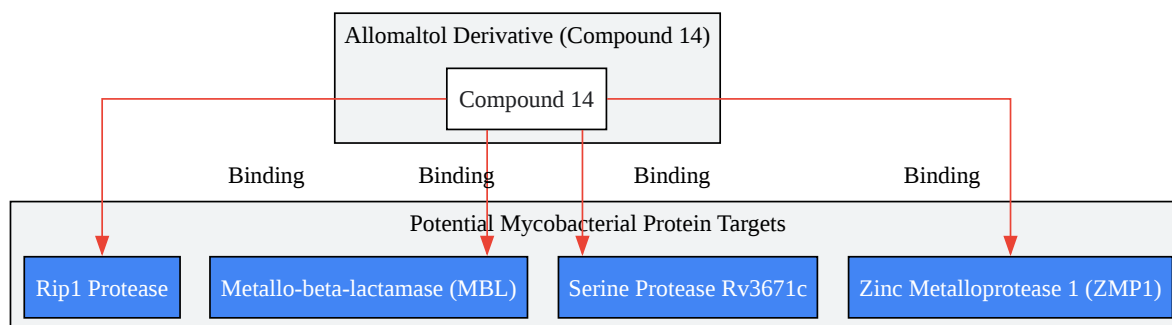 Allomaltol Derivative (Compound 14)
Compound 14
Binding Binding Binding Binding
Potential Mycobacterial Protein Targets
Rip1 Protease Metallo-beta-lactamase (MBL) Serine Protease Rv3671c Zinc Metalloprotease 1 (ZMP1)